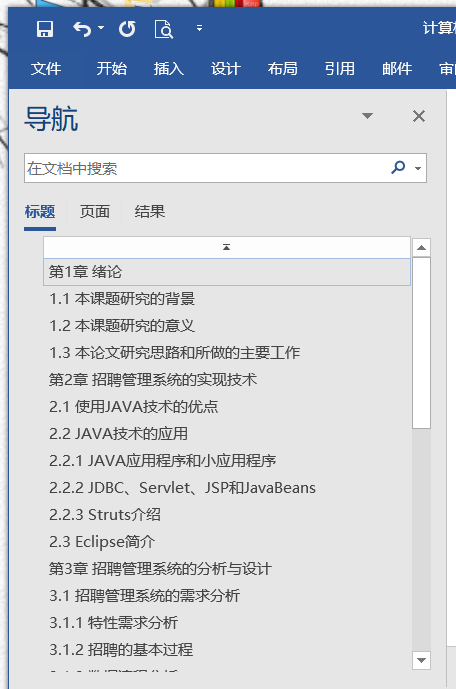 计算机
文件 开始 插入 设计 布局 引用 邮件 审
导航
在文档中搜索
标题 页面 结果
第1章 绪论
1.1 本课题研究的背景
1.2 本课题研究的意义
1.3 本论文研究思路和所做的主要工作
第2章 招聘管理系统的实现技术
2.1 使用JAVA技术的优点
2.2 JAVA技术的应用
2.2.1 JAVA应用程序和小应用程序
2.2.2 JDBC、Servlet、JSP和JavaBeans
2.2.3 Struts介绍
2.3 Eclipse简介
第3章 招聘管理系统的分析与设计
3.1 招聘管理系统的需求分析
3.1.1 特性需求分析
3.1.2 招聘的基本过程